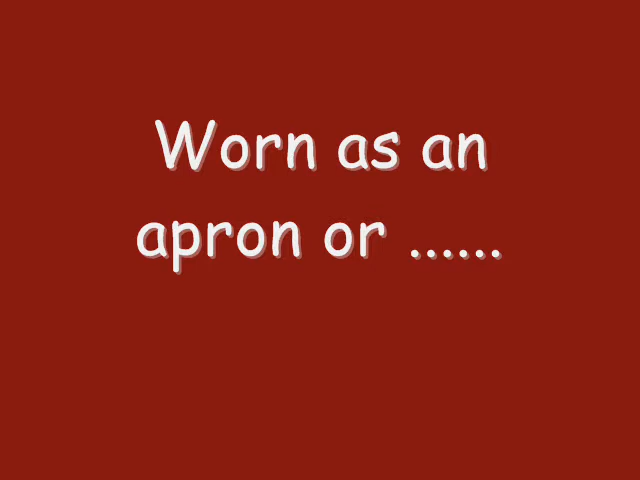 Worn as an
apron or ......